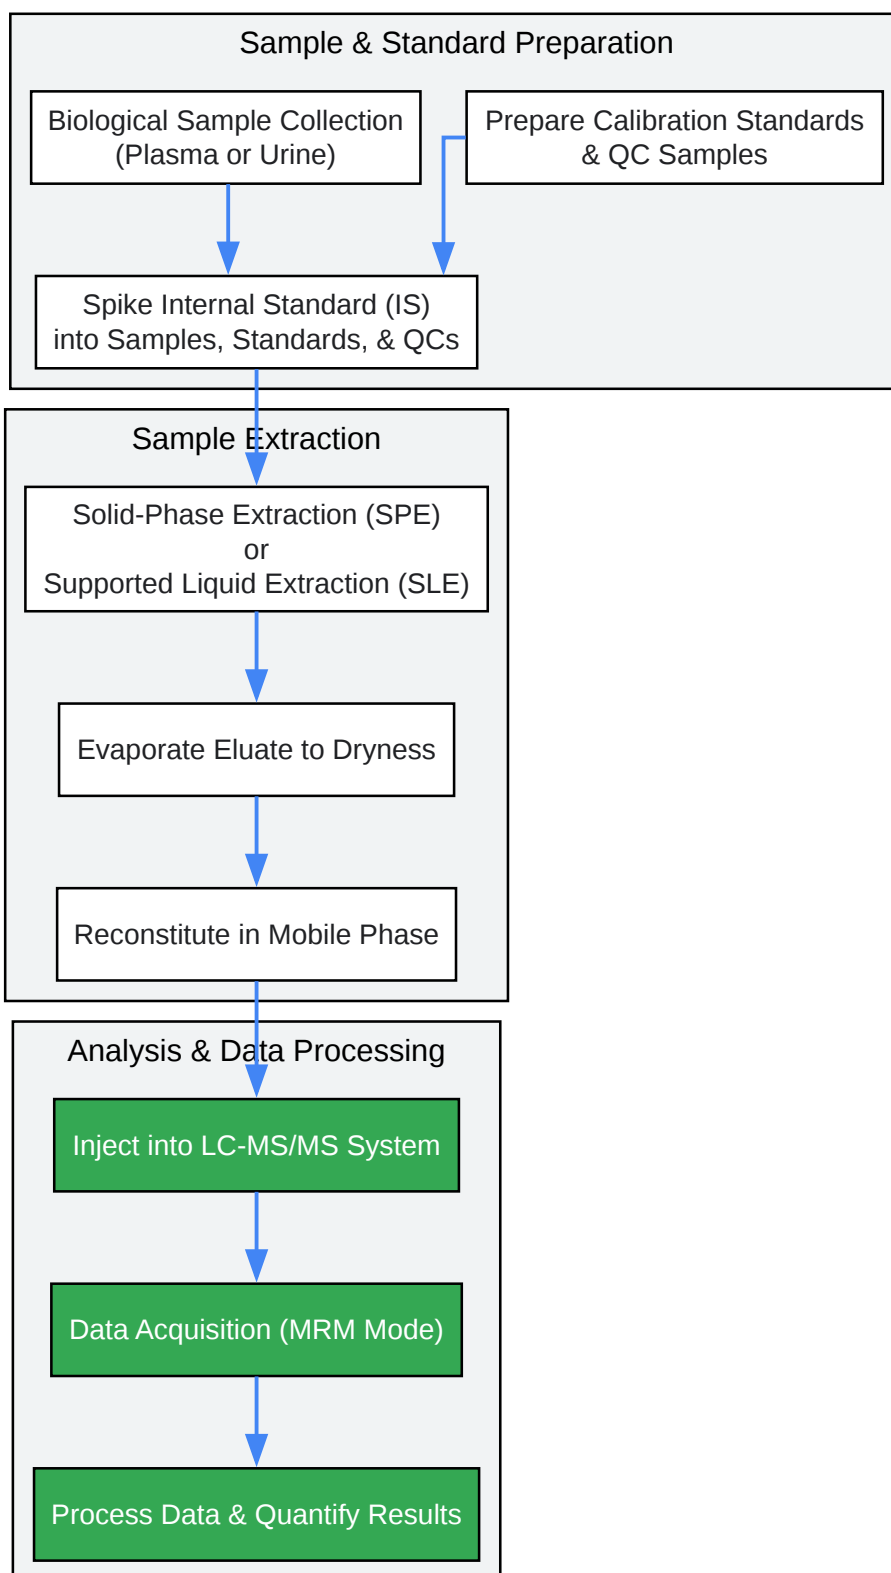 Sample & Standard Preparation
Biological Sample Collection
(Plasma or Urine)
Prepare Calibration Standards
& QC Samples
Spike Internal Standard (IS)
into Samples, Standards, & QCs
Sample Extraction
Solid-Phase Extraction (SPE)
or
Supported Liquid Extraction (SLE)
Evaporate Eluate to Dryness
Reconstitute in Mobile Phase
Analysis & Data Processing
Inject into LC-MS/MS System
Data Acquisition (MRM Mode)
Process Data & Quantify Results